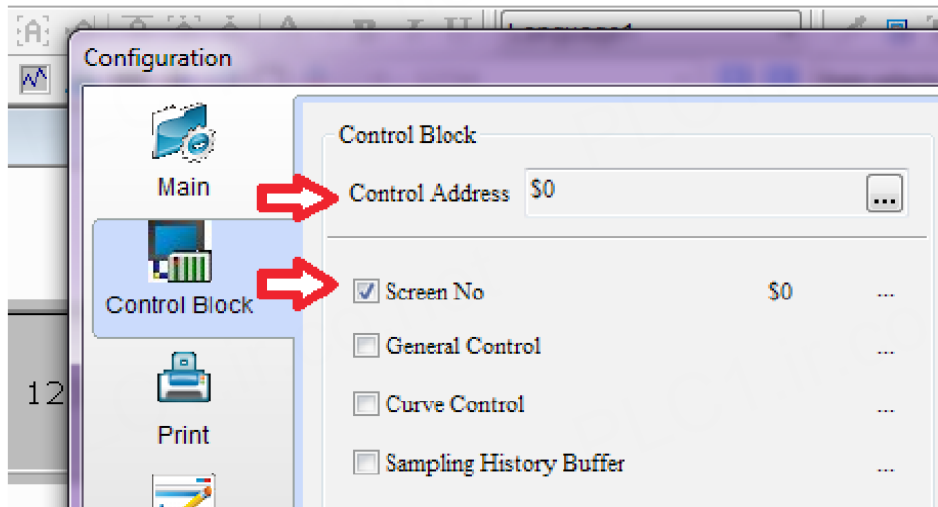 A
Configuration
Main
Control Block
Print
Control Block
Control Address $0 ...
Screen No $0 ...
General Control ...
Curve Control ...
Sampling History Buffer ...
12